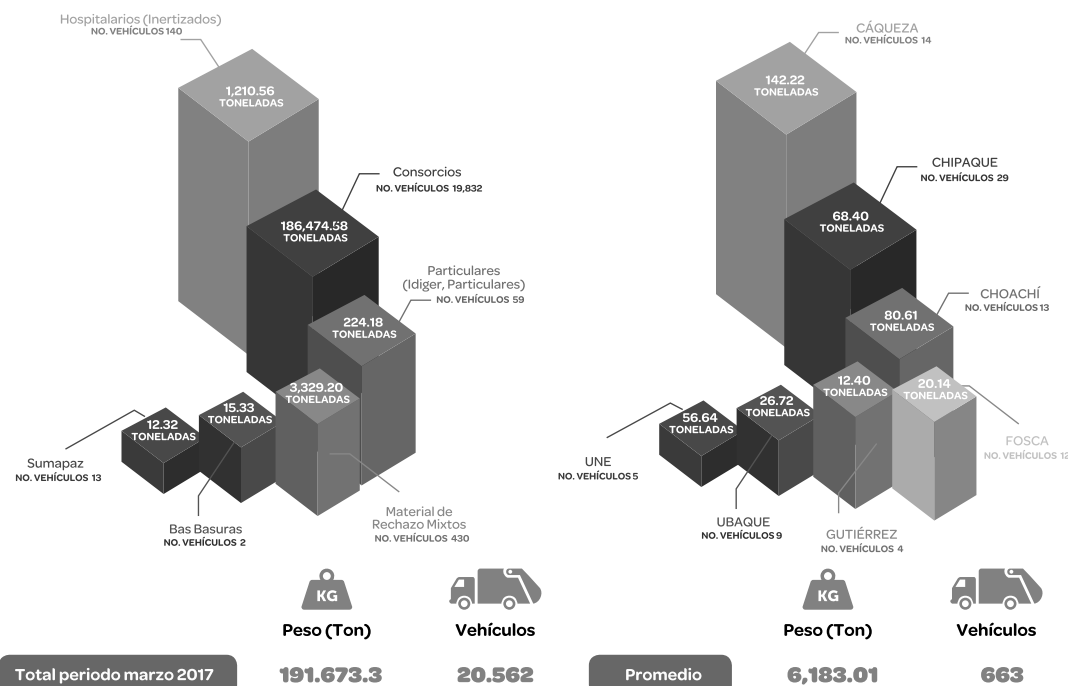 Hospitalarios (Inertizados)
NO. VEHÍCULOS 140
1,210.56
TONELADAS
Consorcios
NO. VEHÍCULOS 19,832
186,474.58
TONELADAS
Particulares
(Idiger, Particulares)
NO. VEHÍCULOS 59
224.18
TONELADAS
3,329.20
TONELADAS
15.33
TONELADAS
12.32
TONELADAS
Sumapaz
NO. VEHÍCULOS 13
Bas Basuras
NO. VEHÍCULOS 2
Material de
Rechazo Mixtos
NO. VEHÍCULOS 430
CÁQUEZA
NO. VEHÍCULOS 14
142.22
TONELADAS
CHIPAQUE
NO. VEHÍCULOS 29
68.40
TONELADAS
CHOACHÍ
NO. VEHÍCULOS 13
80.61
TONELADAS
12.40
TONELADAS
20.14
TONELADAS
26.72
TONELADAS
56.64
TONELADAS
FOSCA
NO. VEHÍCULOS 12
UNE
NO. VEHÍCULOS 5
UBAQUE
NO. VEHÍCULOS 9
GUTIÉRREZ
NO. VEHÍCULOS 4
KG
Peso (Ton)
Vehículos
KG
Peso (Ton)
Vehículos
Total periodo marzo 2017 191.673.3 20.562
Promedio 6,183.01 663